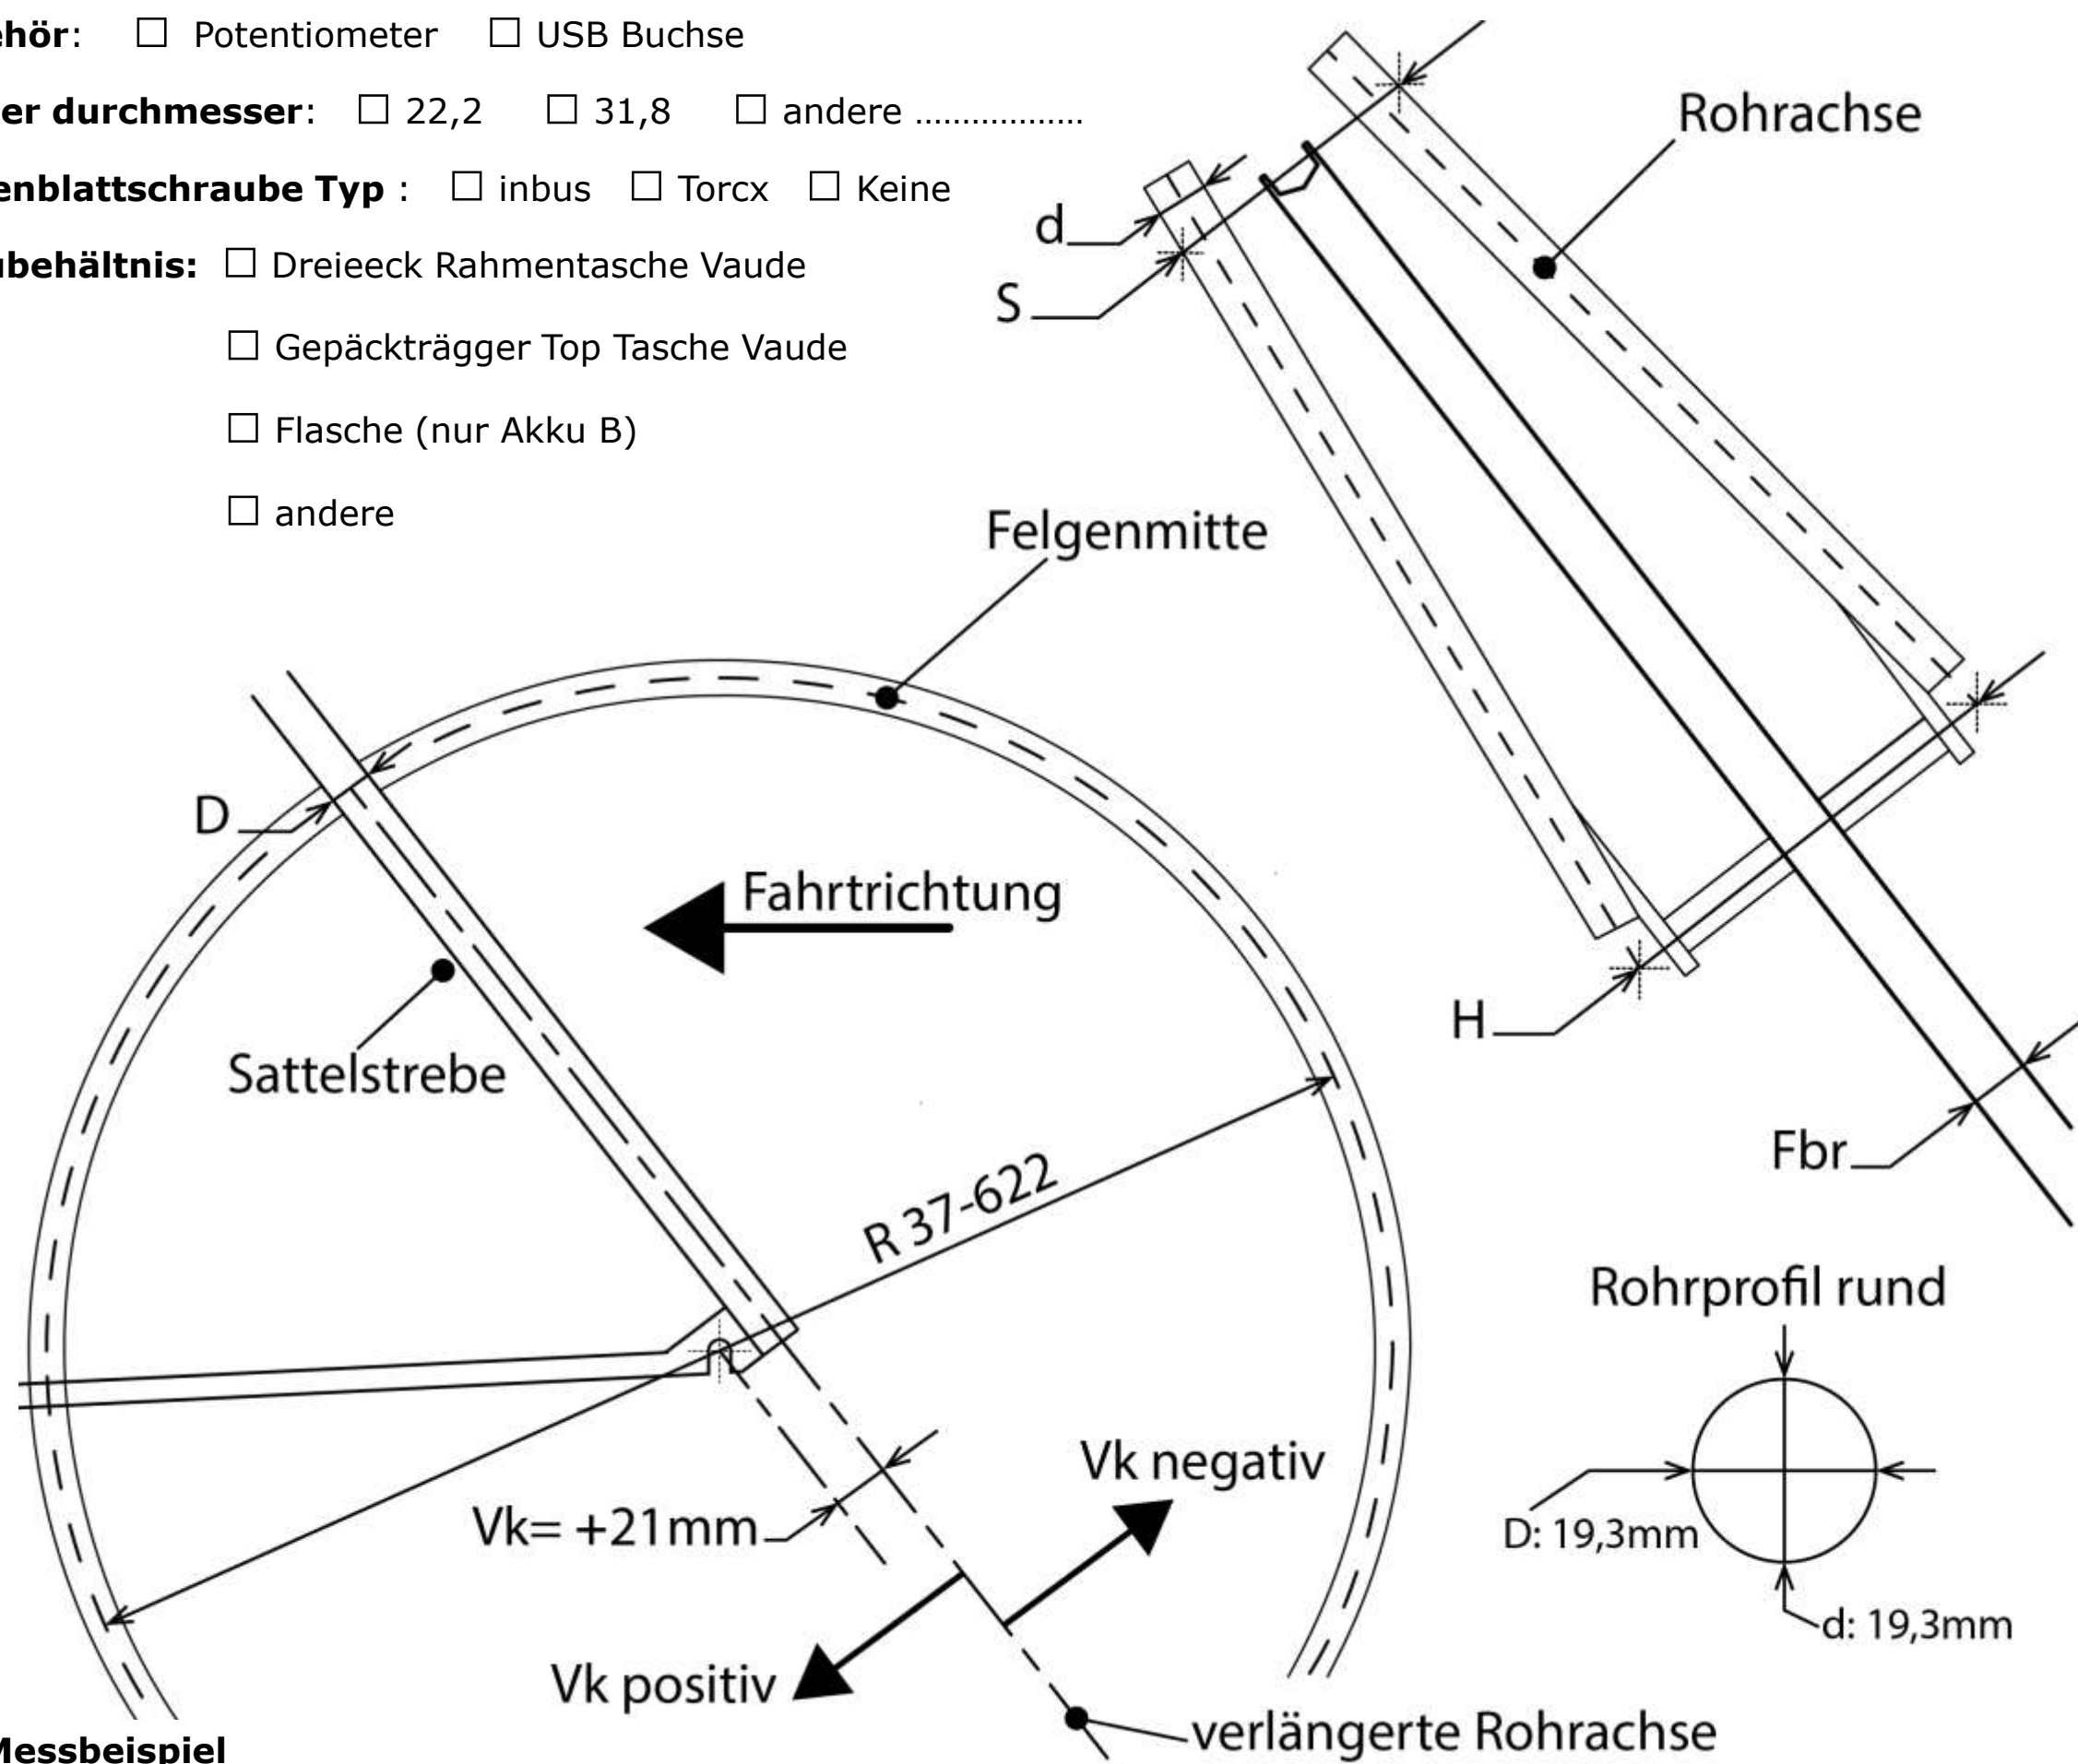 ehör: ☐ Potentiometer ☐ USB Buchse
er durchmesser: ☐ 22,2 ☐ 31,8 ☐ andere .................
enblattschraube Typ : ☐ inbus ☐ Torcx ☐ Keine
behältnis: ☐ Dreieeck Rahmentasche Vaude
☐ Gepäckträgger Top Tasche Vaude
☐ Flasche (nur Akku B)
☐ andere
Rohrachse
d
S
Felgenmitte
D
Fahrtrichtung
Sattelstrebe
H
Fbr
R 37-622
Rohrprofil rund
Vk negativ
Vk= +21mm
D: 19,3mm
d: 19,3mm
Vk positiv
verlängerte Rohrachse
Messbeispiel